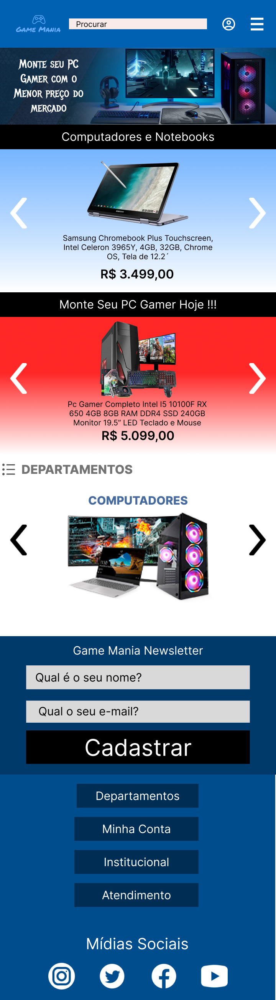 Game Mania
Procurar
Monte seu PC
Gamer com o
Menor preço do
mercado
Computadores e Notebooks
SAMSUNG
Samsung Chromebook Plus Touchscreen,
Intel Celeron 3965Y, 4GB, 32GB, Chrome
OS, Tela de 12.2´
R$ 3.499,00
Monte Seu PC Gamer Hoje !!!
FREE FIRE
Pc Gamer Completo Intel I5 10100F RX
650 4GB 8GB RAM DDR4 SSD 240GB
Monitor 19.5” LED Teclado e Mouse
R$ 5.099,00
DEPARTAMENTOS
COMPUTADORES
Game Mania Newsletter
Qual é o seu nome?
Qual o seu e-mail?
Cadastrar
Departamentos
Minha Conta
Institucional
Atendimento
Mídias Sociais